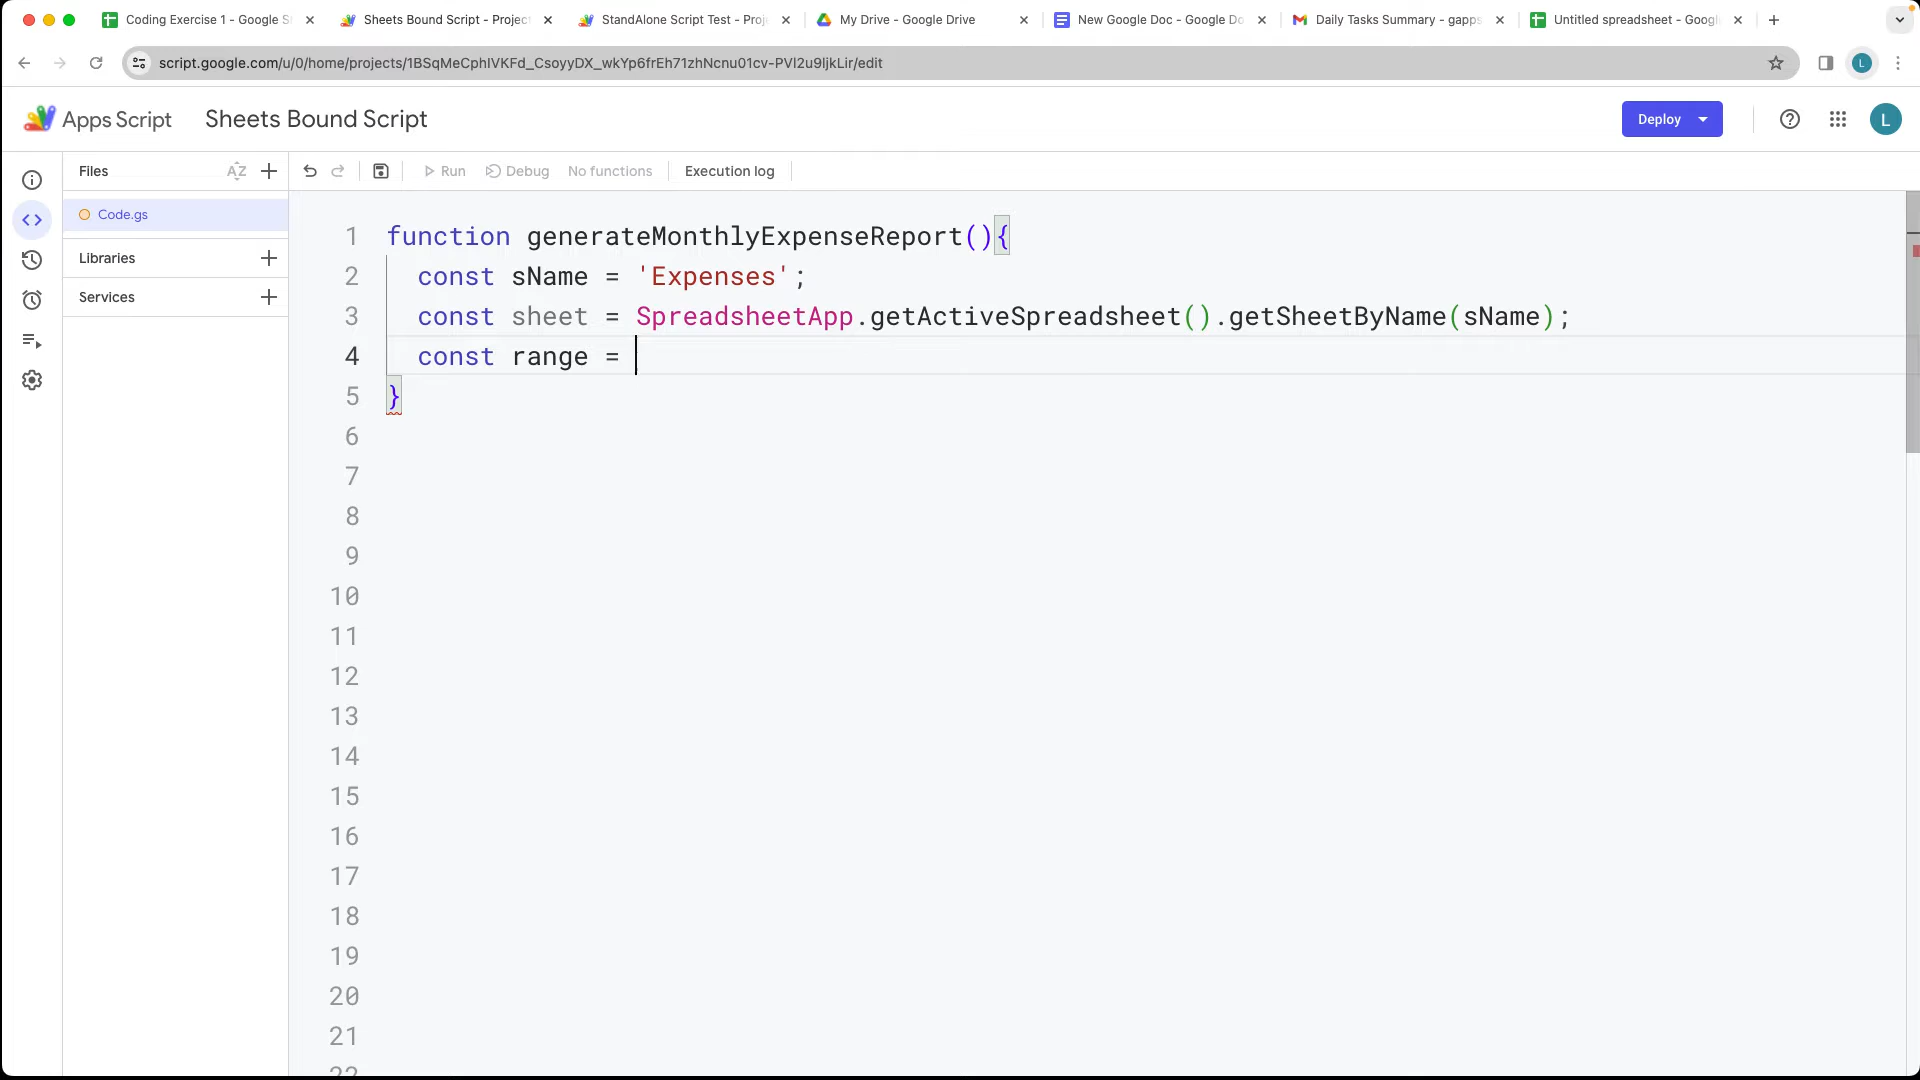 Coding Exercise 1 - Google S
Sheets Bound Script - Project
StandAlone Script Test - Proj
My Drive - Google Drive
New Google Doc - Google Do
Daily Tasks Summary - gapps
Untitled spreadsheet - Googl
script.google.com/u/0/home/projects/1BSqMeCphIVKFd_CsoyyDX_wkYp6frEh71zhNcnu01cv-PVl2u9IjkLir/edit
Apps Script
Sheets Bound Script
Deploy
L
L
Files
AZ
Run
Debug
No functions
Execution log
Code.gs
Libraries
Services
1 function generateMonthlyExpenseReport(){
2 const sName = 'Expenses';
3 const sheet = SpreadsheetApp.getActiveSpreadsheet().getSheetByName(sName);
4 const range =
5 }
6
7
8
9
10
11
12
13
14
15
16
17
18
19
20
21
22